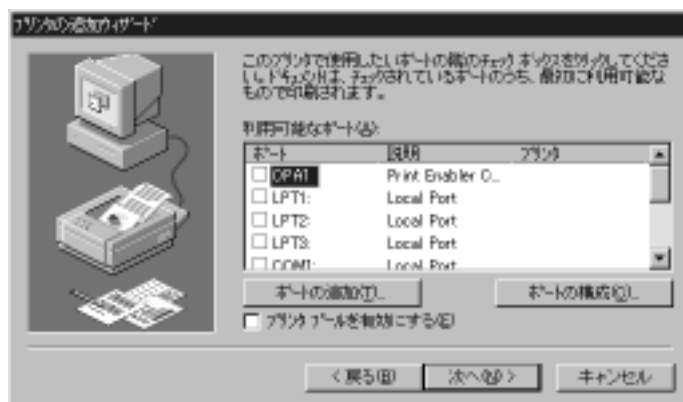 プリンタの追加ウィザード
このプリンタで使用したいポートの隣のチェック ボックスをクリックしてくださ
い。ドキュメントは、チェックされているポートのうち、最初に利用可能な
もので印刷されます。
利用可能なポート(A):
ポート 説明 プリンタ
OPA1: Print Enabler O...
LPT1: Local Port
LPT2: Local Port
LPT3: Local Port
COM1: Local Port
ポートの追加(T)... ポートの構成(C)...
プリンタ プールを有効にする(E)
< 戻る(B) 次へ(N) > キャンセル